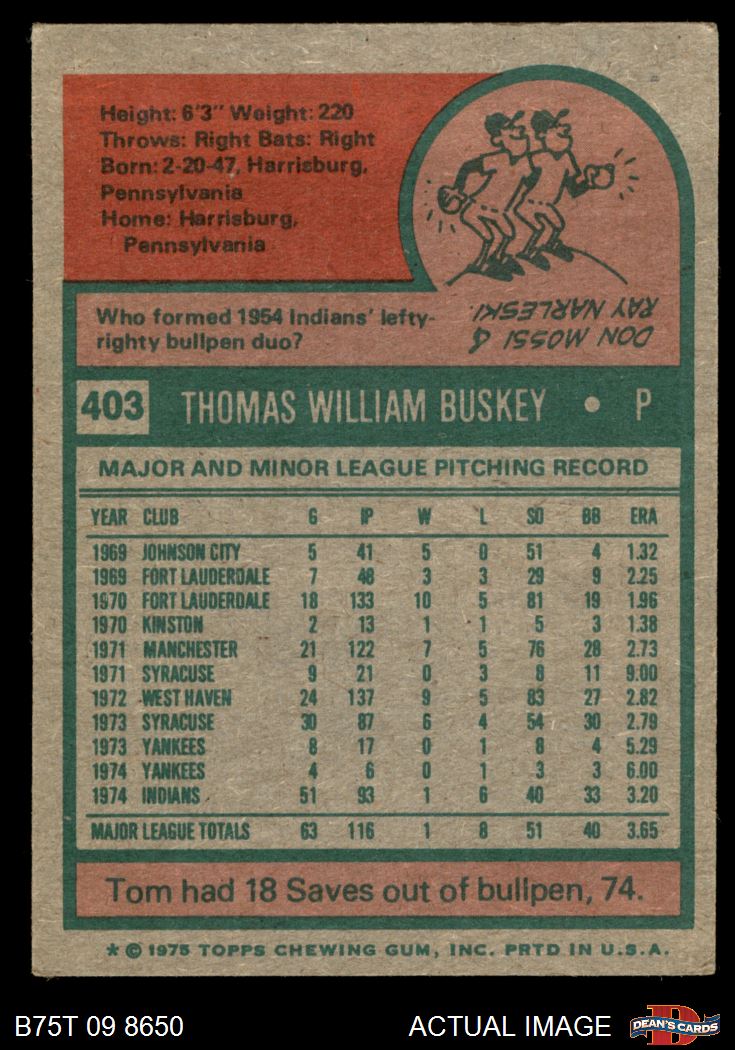 Height: 6'3" Weight: 220
Throws: Right Bats: Right
Born: 2-20-47, Harrisburg,
Pennsylvania
Home: Harrisburg,
Pennsylvania
Who formed 1954 Indians' lefty-
righty bullpen duo?
DON MOSSI &
RAY NARLESKI.
403 THOMAS WILLIAM BUSKEY • P
MAJOR AND MINOR LEAGUE PITCHING RECORD
YEAR CLUB G IP W L SO BB ERA
1969 JOHNSON CITY 5 41 5 0 51 4 1.32
1969 FORT LAUDERDALE 7 48 3 3 29 9 2.25
1970 FORT LAUDERDALE 18 133 10 5 81 19 1.96
1970 KINSTON 2 13 1 1 5 3 1.38
1971 MANCHESTER 21 122 7 5 76 28 2.73
1971 SYRACUSE 9 21 0 3 8 11 9.00
1972 WEST HAVEN 24 137 9 5 83 27 2.82
1973 SYRACUSE 30 87 6 4 54 30 2.79
1973 YANKEES 8 17 0 1 8 4 5.29
1974 YANKEES 4 6 0 1 3 3 6.00
1974 INDIANS 51 93 1 6 40 33 3.20
MAJOR LEAGUE TOTALS 63 116 1 8 51 40 3.65
Tom had 18 Saves out of bullpen, 74.
* © 1975 TOPPS CHEWING GUM, INC. PRTD IN U.S.A.
B75T 09 8650 ACTUAL IMAGE DEAN'S CARDS